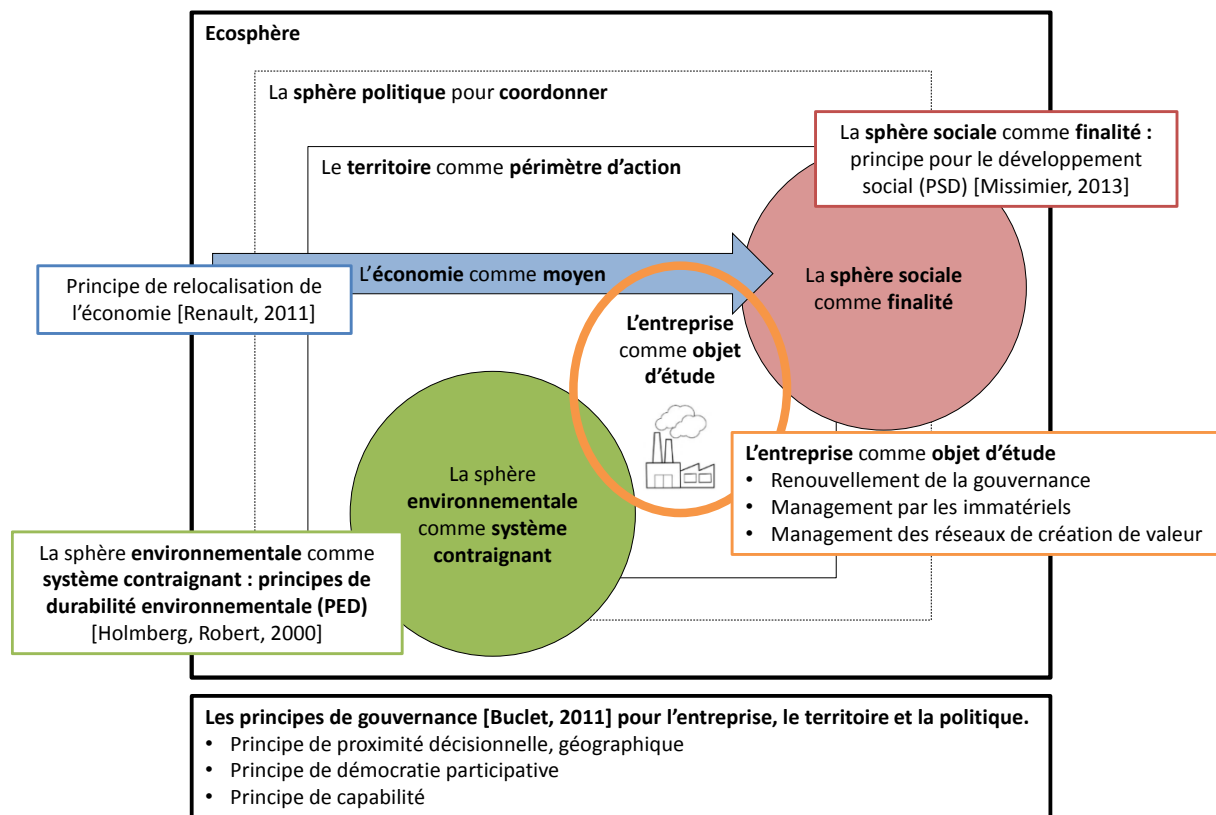 Ecosphère
La sphère politique pour coordonner
La sphère sociale comme finalité :
principe pour le développement
social (PSD) [Missimier, 2013]
Le territoire comme périmètre d'action
L'économie comme moyen
La sphère sociale
comme finalité
Principe de relocalisation de
l'économie [Renault, 2011]
L'entreprise
comme objet
d'étude
L'entreprise comme objet d'étude
• Renouvellement de la gouvernance
• Management par les immatériels
• Management des réseaux de création de valeur
La sphère
environnementale
comme système
contraignant
La sphère environnementale comme
système contraignant : principes de
durabilité environnementale (PED)
[Holmberg, Robert, 2000]
Les principes de gouvernance [Buclet, 2011] pour l'entreprise, le territoire et la politique.
• Principe de proximité décisionnelle, géographique
• Principe de démocratie participative
• Principe de capabilité